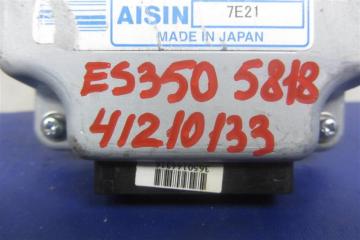 AISIN 7E21
MADE IN JAPAN
ES350 5818
41210133